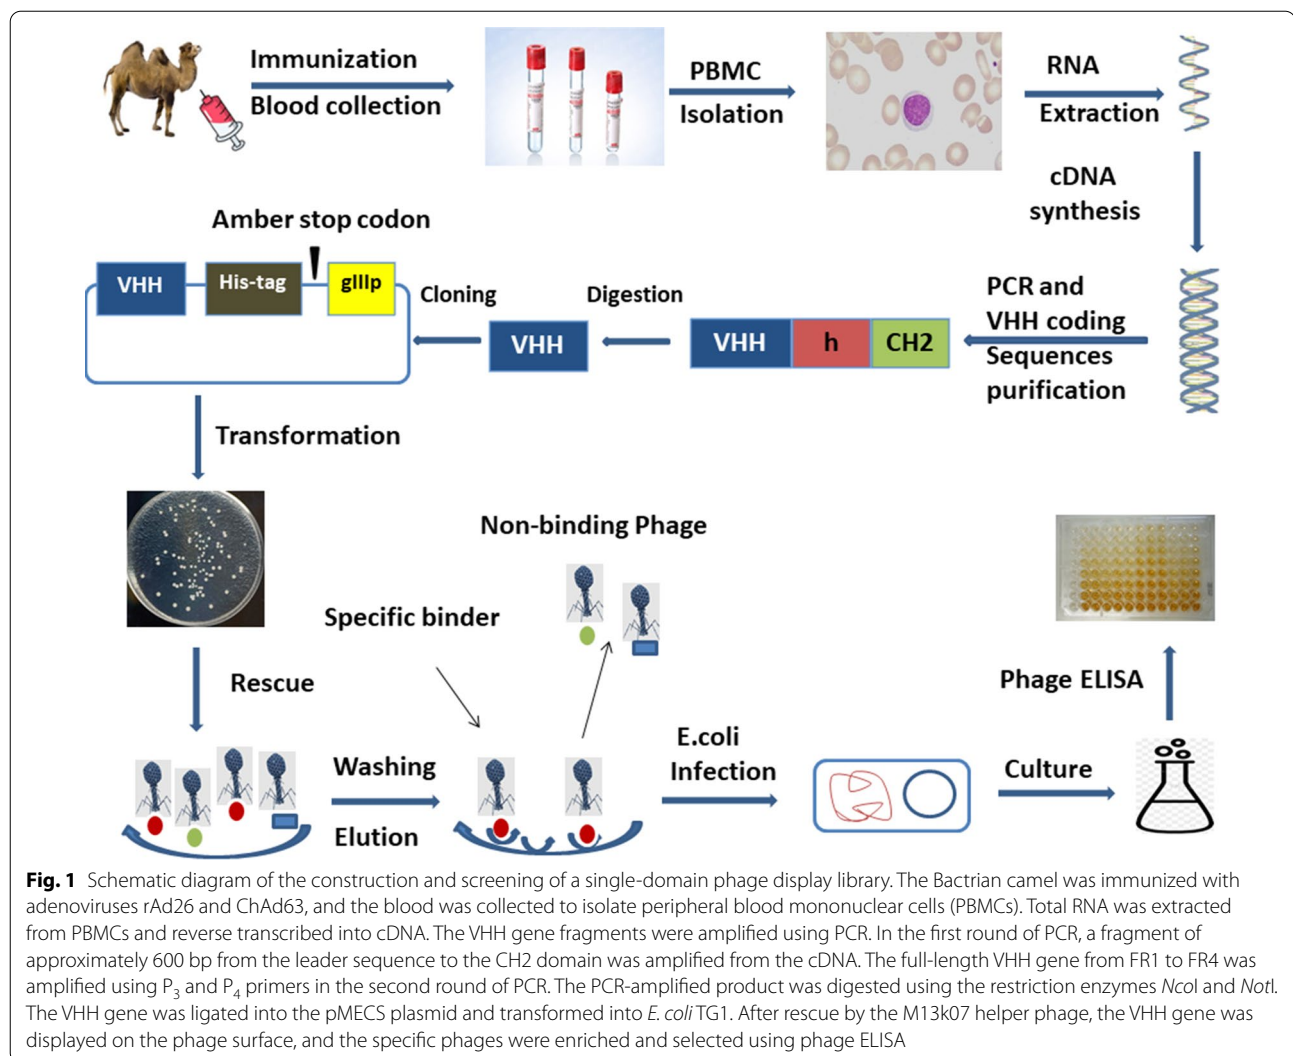 Immunization
Blood collection
PBMC
Isolation
RNA
Extraction
cDNA
synthesis
Amber stop codon
VHH
His-tag
gIIIp
Cloning
VHH
Digestion
VHH
h
CH2
PCR and
VHH coding
Sequences
purification
Transformation
Non-binding Phage
Specific binder
Rescue
Phage ELISA
Washing
Elution
E.coli
Infection
Culture
Fig. 1 Schematic diagram of the construction and screening of a single-domain phage display library. The Bactrian camel was immunized with
adenoviruses rAd26 and ChAd63, and the blood was collected to isolate peripheral blood mononuclear cells (PBMCs). Total RNA was extracted
from PBMCs and reverse transcribed into cDNA. The VHH gene fragments were amplified using PCR. In the first round of PCR, a fragment of
approximately 600 bp from the leader sequence to the CH2 domain was amplified from the cDNA. The full-length VHH gene from FR1 to FR4 was
amplified using P3 and P4 primers in the second round of PCR. The PCR-amplified product was digested using the restriction enzymes NcoI and NotI.
The VHH gene was ligated into the pMECS plasmid and transformed into E. coli TG1. After rescue by the M13k07 helper phage, the VHH gene was
displayed on the phage surface, and the specific phages were enriched and selected using phage ELISA